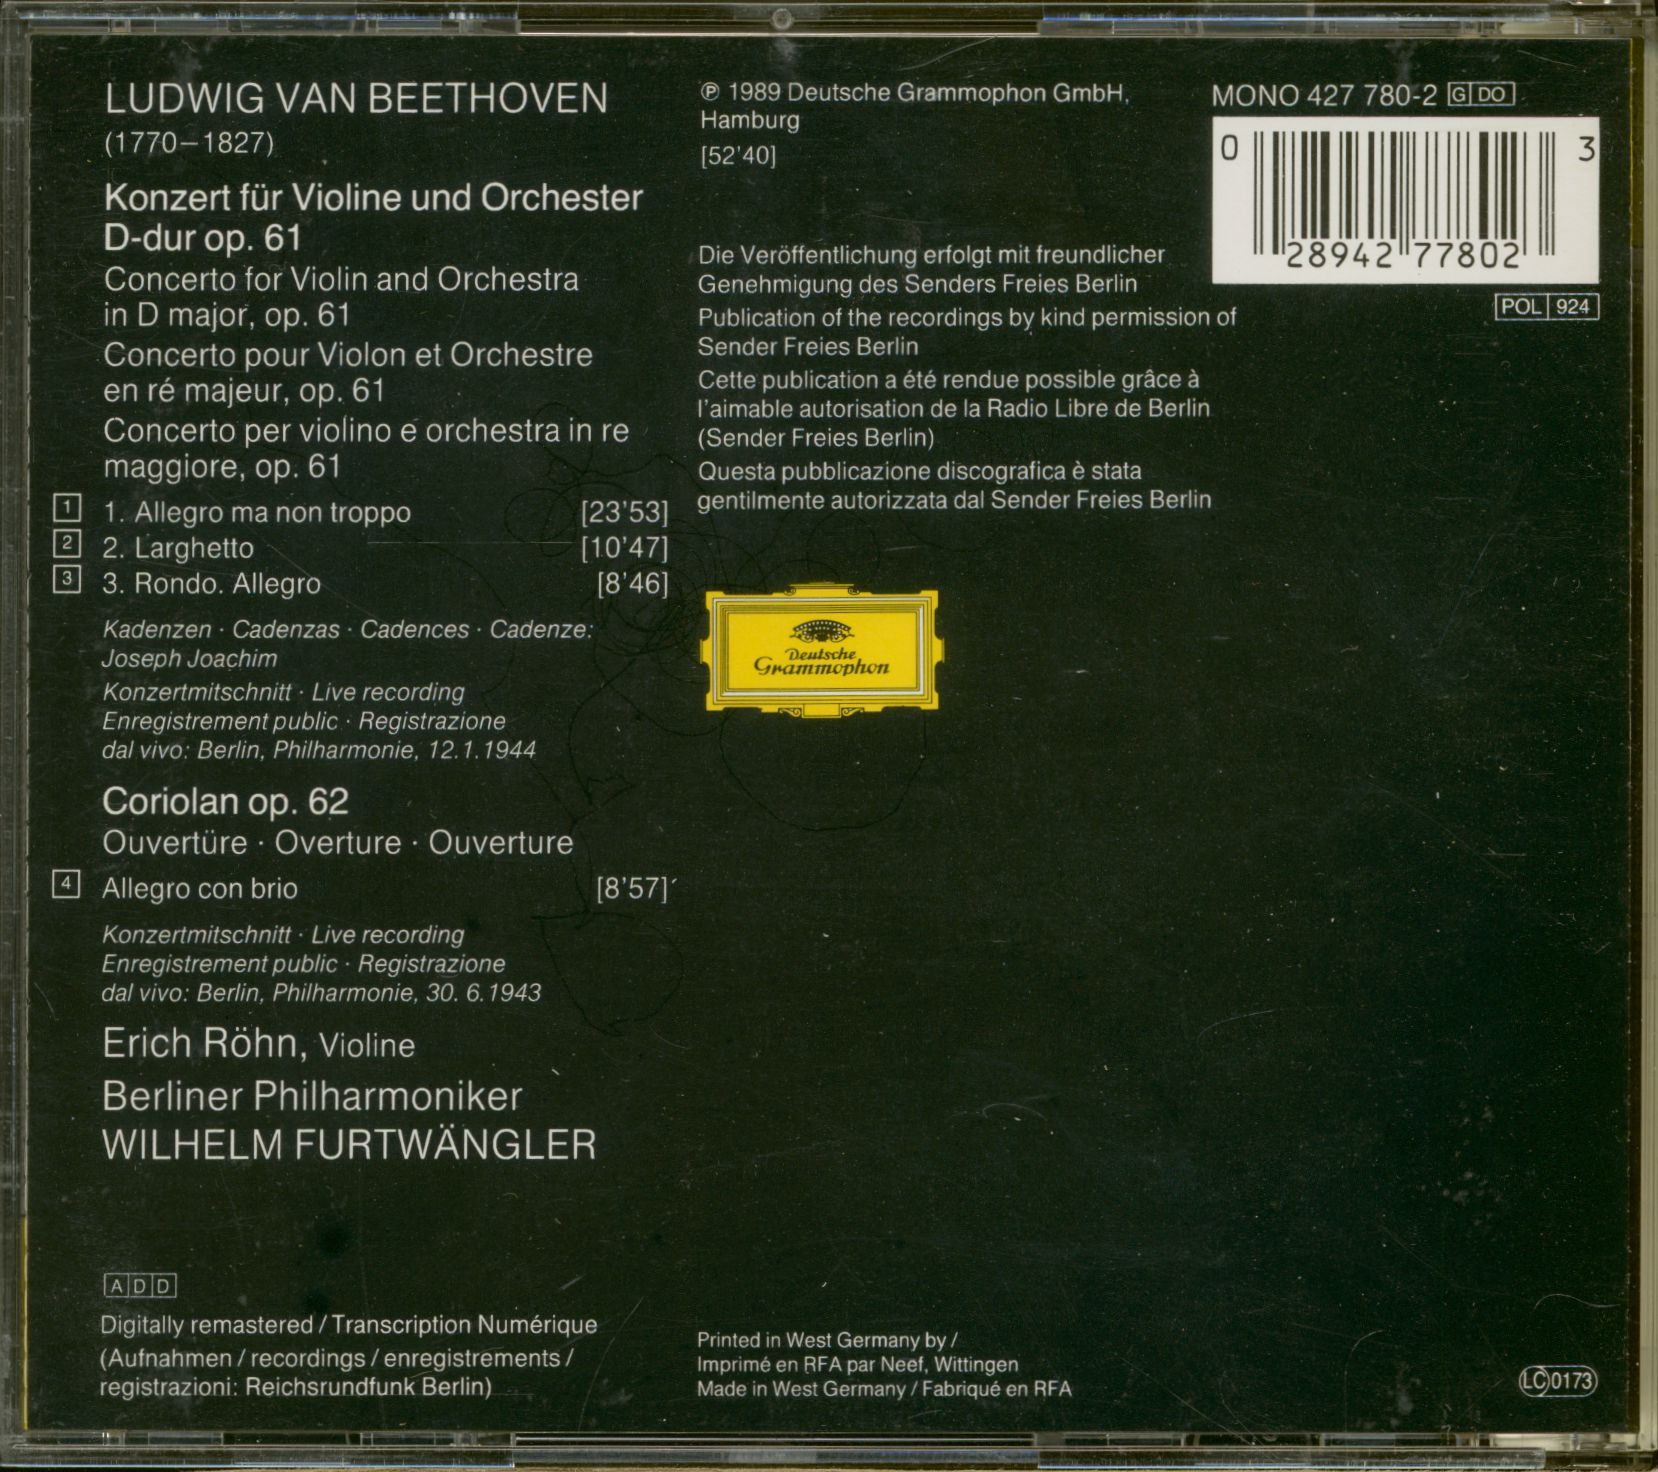 LUDWIG VAN BEETHOVEN
(1770–1827)
Konzert für Violine und Orchester
D-dur op. 61
Concerto for Violin and Orchestra
in D major, op. 61
Concerto pour Violon et Orchestre
en ré majeur, op. 61
Concerto per violino e orchestra in re
maggiore, op. 61
1 1. Allegro ma non troppo [23'53]
2 2. Larghetto [10'47]
3 3. Rondo. Allegro [8'46]
Kadenzen · Cadenzas · Cadences · Cadenze:
Joseph Joachim
Konzertmitschnitt · Live recording
Enregistrement public · Registrazione
dal vivo: Berlin, Philharmonie, 12.1.1944
Coriolan op. 62
Ouvertüre · Overture · Ouverture
4 Allegro con brio [8'57]
Konzertmitschnitt · Live recording
Enregistrement public · Registrazione
dal vivo: Berlin, Philharmonie, 30. 6.1943
Erich Röhn, Violine
Berliner Philharmoniker
WILHELM FURTWÄNGLER
ADD
Digitally remastered / Transcription Numérique
(Aufnahmen / recordings / enregistrements /
registrazioni: Reichsrundfunk Berlin)
℗ 1989 Deutsche Grammophon GmbH,
Hamburg
[52'40]
Die Veröffentlichung erfolgt mit freundlicher
Genehmigung des Senders Freies Berlin
Publication of the recordings by kind permission of
Sender Freies Berlin
Cette publication a été rendue possible grâce à
l'aimable autorisation de la Radio Libre de Berlin
(Sender Freies Berlin)
Questa pubblicazione discografica è stata
gentilmente autorizzata dal Sender Freies Berlin
Deutsche
Grammophon
Printed in West Germany by /
Imprimé en RFA par Neef, Wittingen
Made in West Germany / Fabriqué en RFA
MONO 427 780-2 G DO
0 28942 77802 3
POL 924
LC 0173